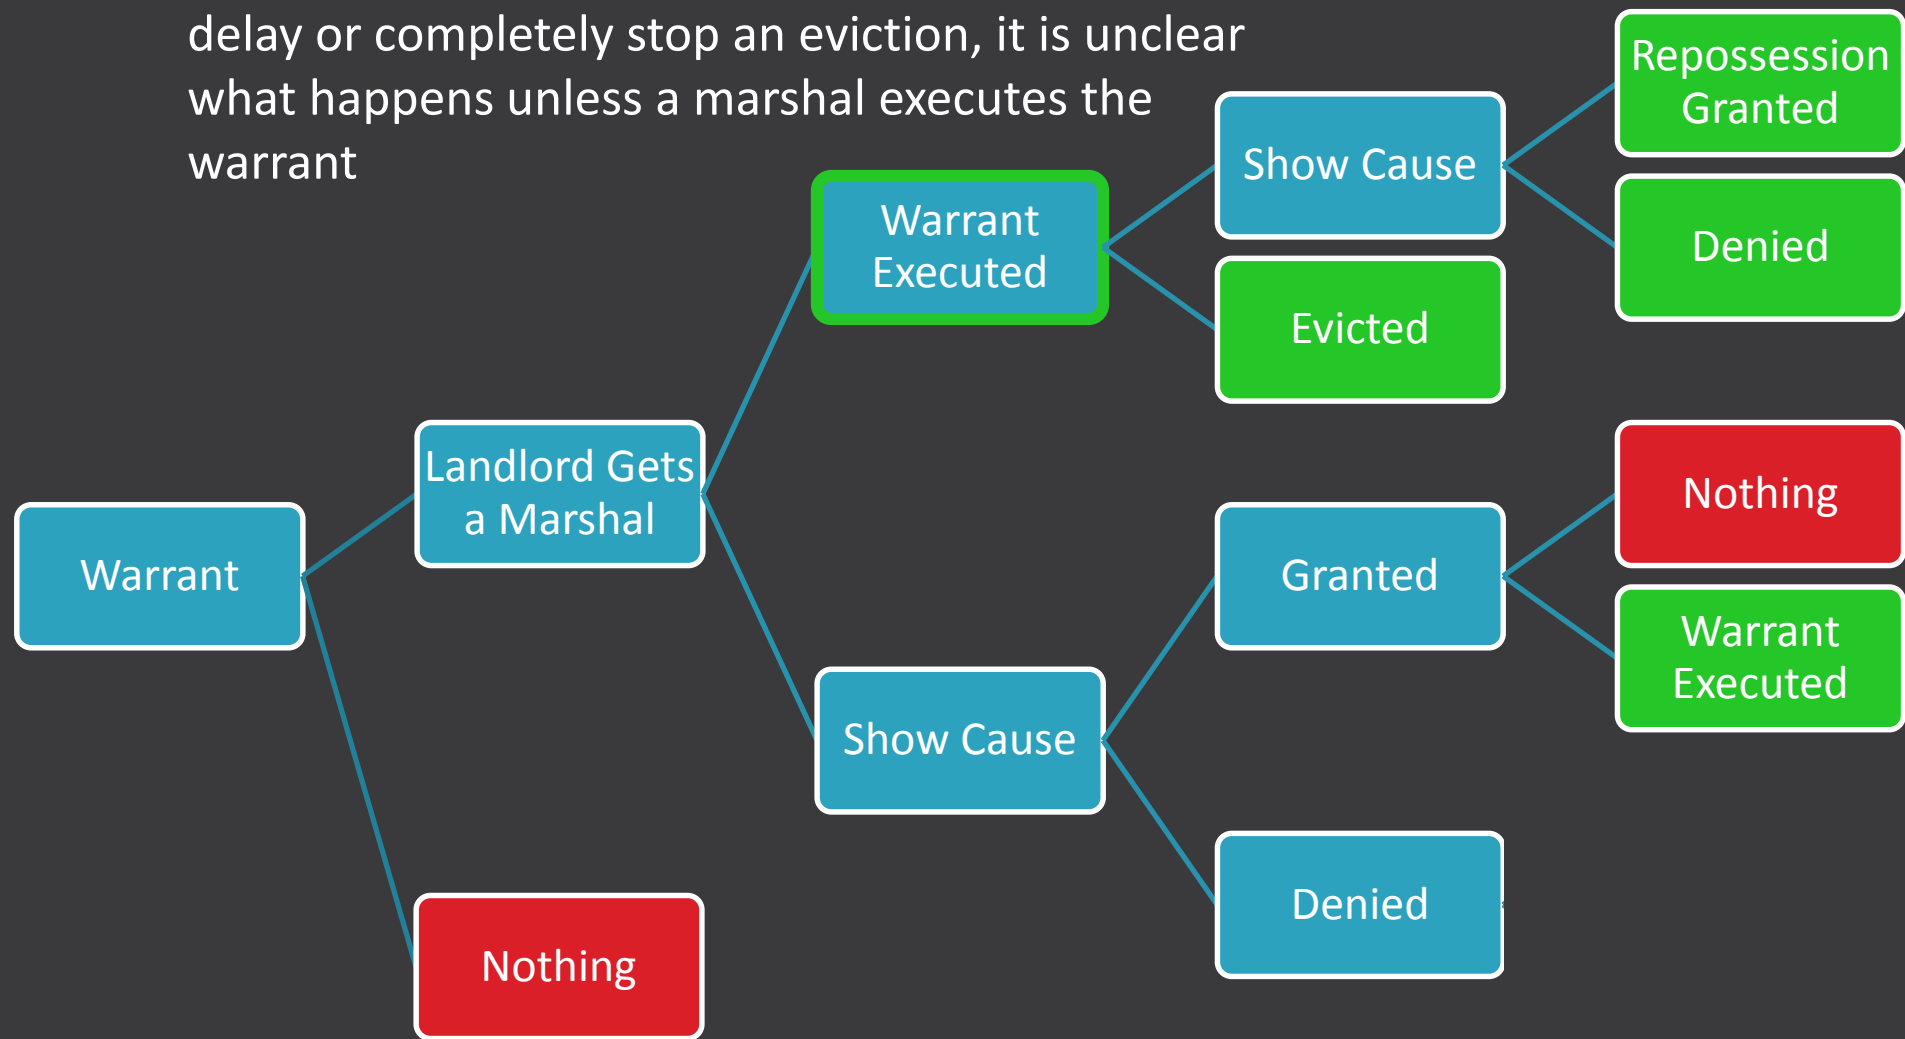 delay or completely stop an eviction, it is unclear
what happens unless a marshal executes the
warrant
Warrant
Landlord Gets
a Marshal
Nothing
Warrant
Executed
Show Cause
Show Cause
Evicted
Granted
Denied
Repossession
Granted
Denied
Nothing
Warrant
Executed